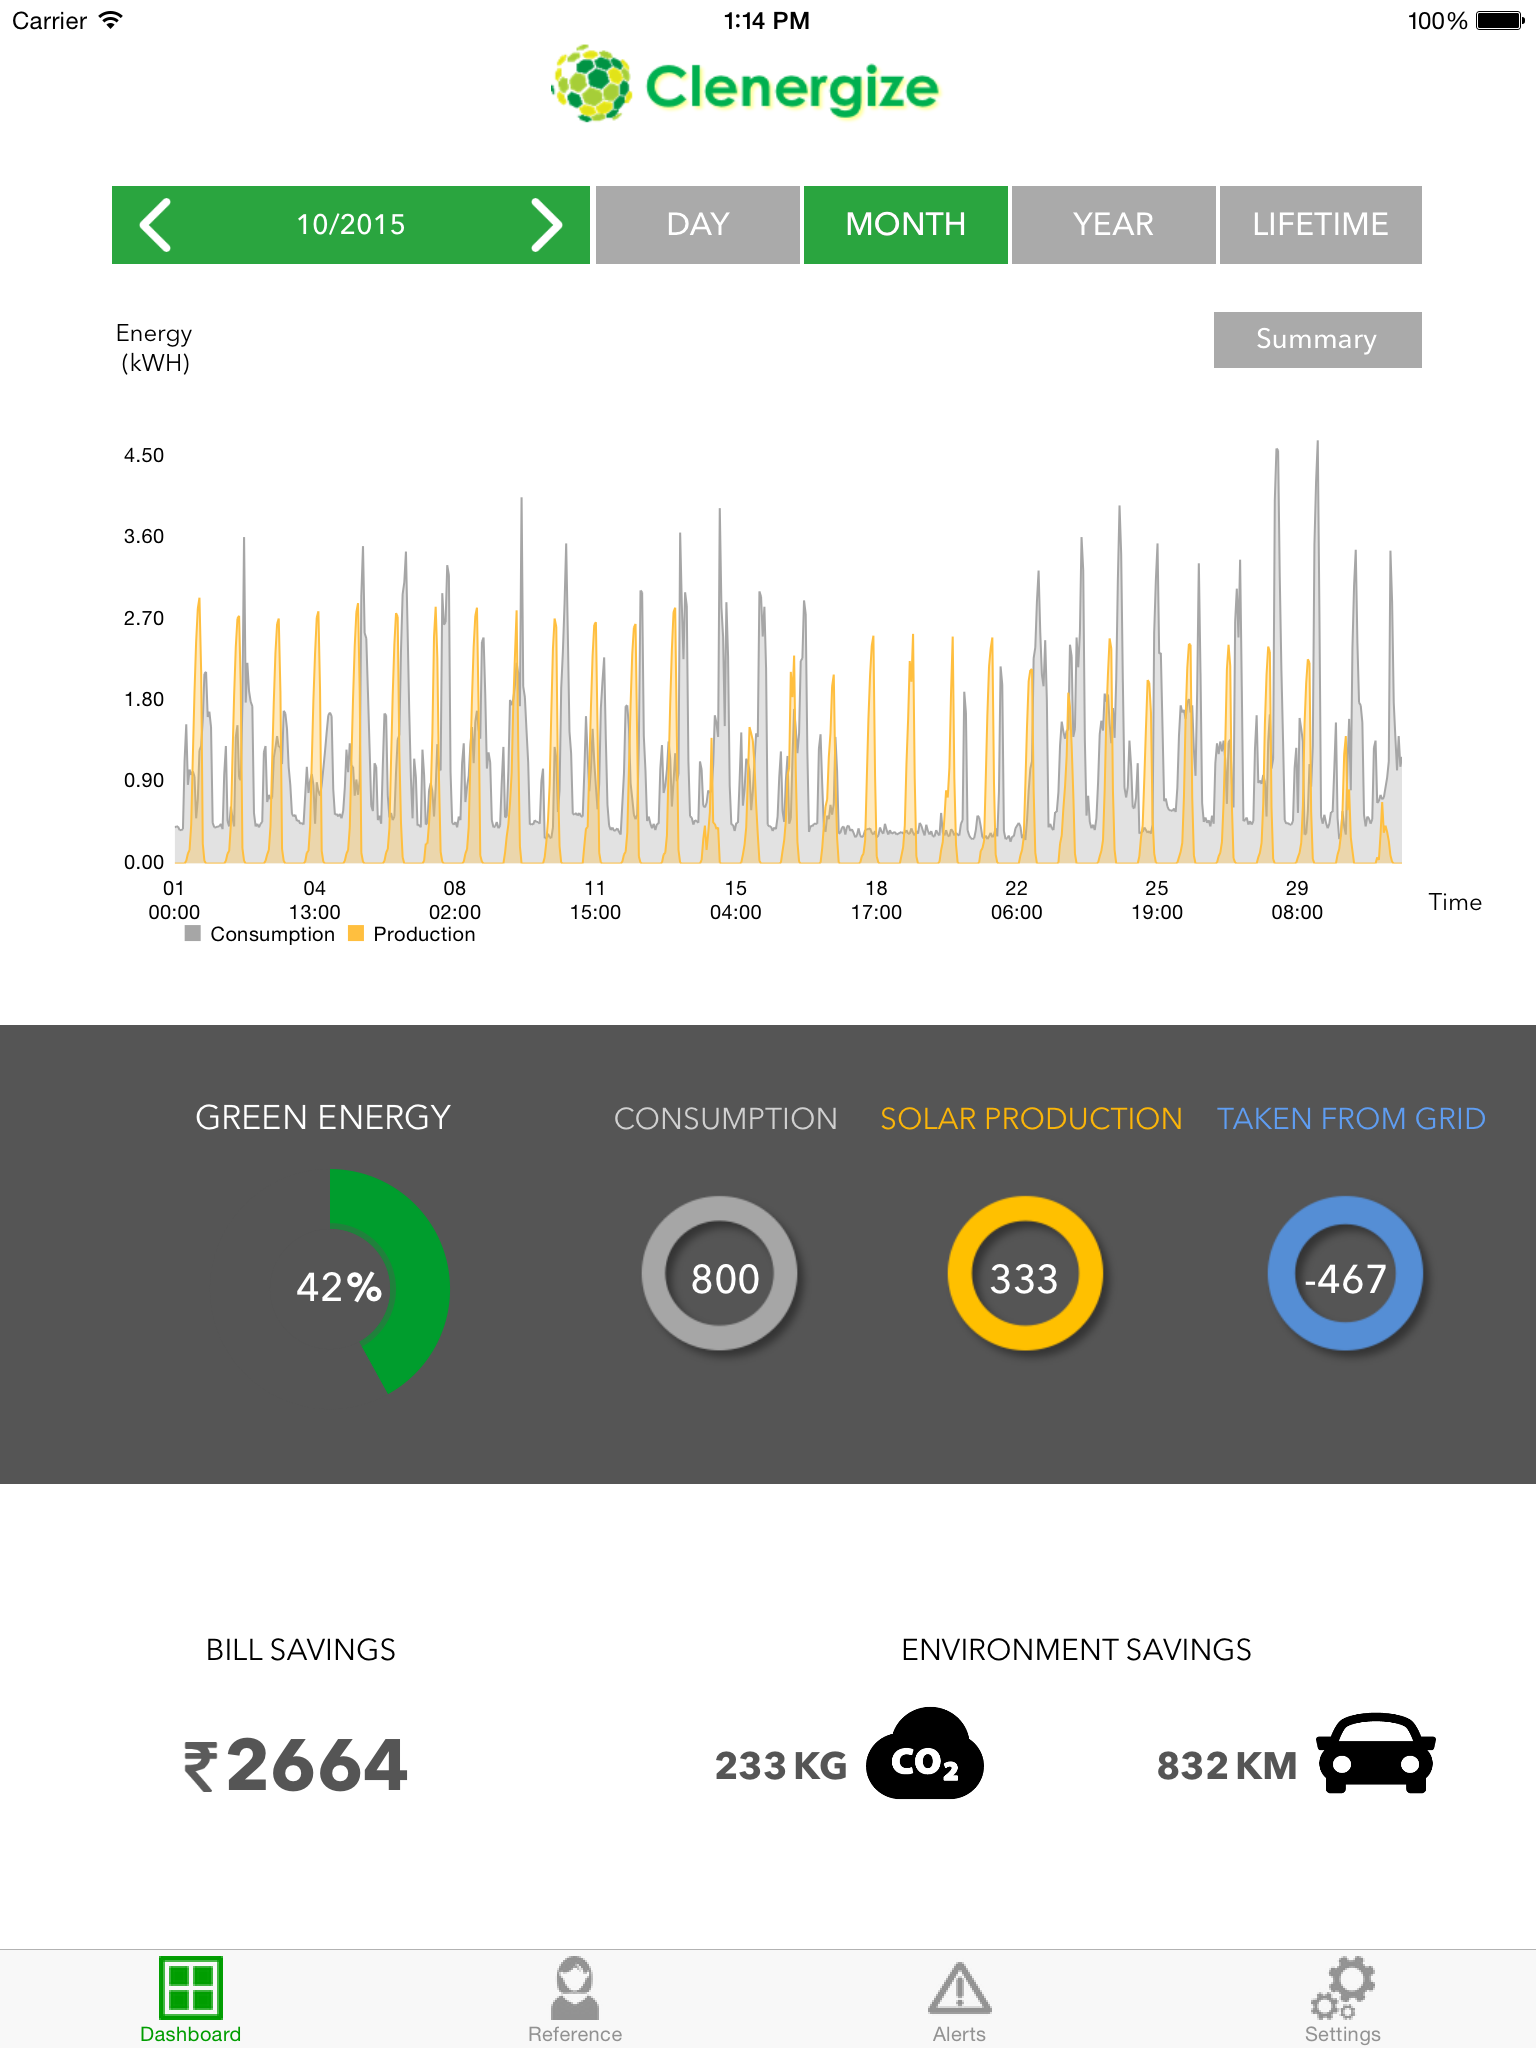 Carrier 1:14 PM 100%
Clenergize
10/2015 DAY MONTH YEAR LIFETIME
Energy
(kWH)
Summary
4.50
3.60
2.70
1.80
0.90
0.00
01 04 08 11 15 18 22 25 29
00:00 13:00 02:00 15:00 04:00 17:00 06:00 19:00 08:00
Time
Consumption Production
GREEN ENERGY CONSUMPTION SOLAR PRODUCTION TAKEN FROM GRID
42% 800 333 -467
BILL SAVINGS ENVIRONMENT SAVINGS
₹2664 233 KG CO2 832 KM
Dashboard Reference Alerts Settings